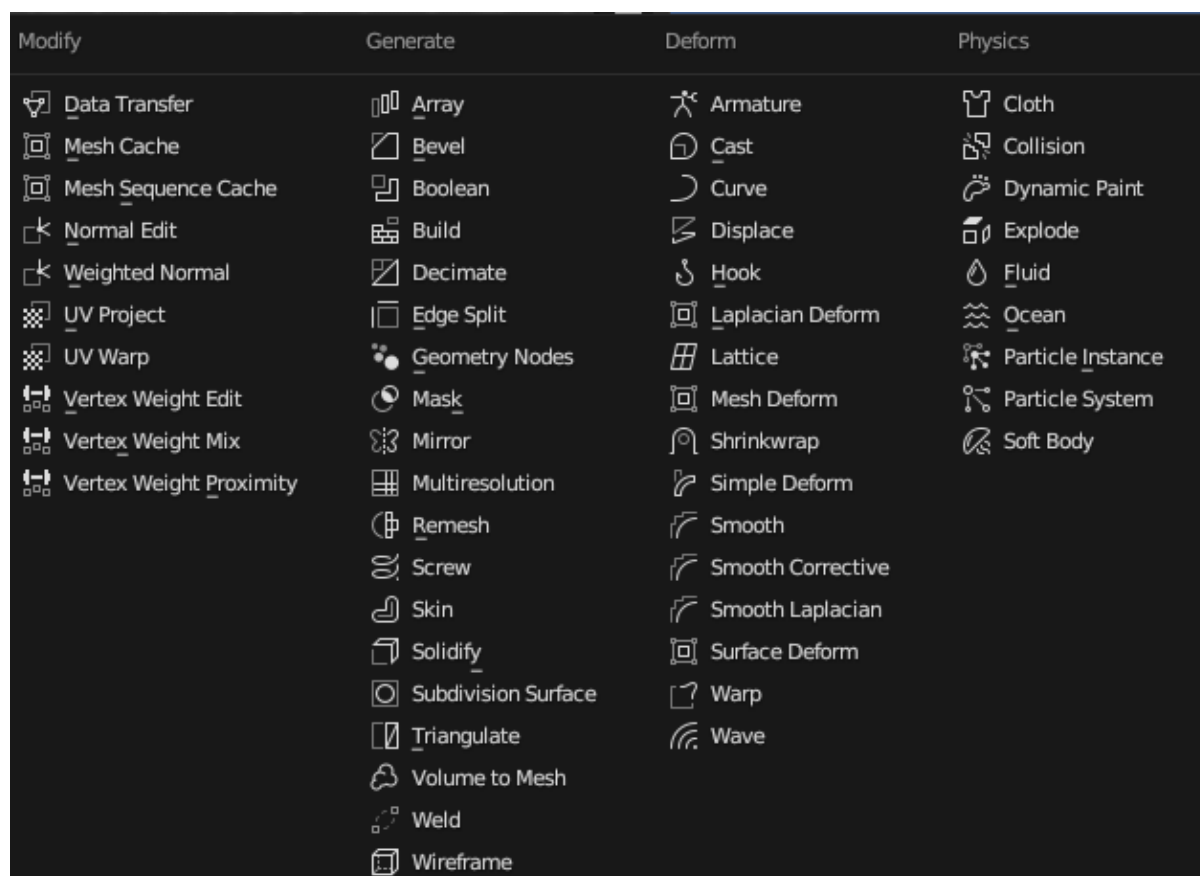 Modify
Data Transfer
Mesh Cache
Mesh Sequence Cache
Normal Edit
Weighted Normal
UV Project
UV Warp
Vertex Weight Edit
Vertex Weight Mix
Vertex Weight Proximity
Generate
Array
Bevel
Boolean
Build
Decimate
Edge Split
Geometry Nodes
Mask
Mirror
Multiresolution
Remesh
Screw
Skin
Solidify
Subdivision Surface
Triangulate
Volume to Mesh
Weld
Wireframe
Deform
Armature
Cast
Curve
Displace
Hook
Laplacian Deform
Lattice
Mesh Deform
Shrinkwrap
Simple Deform
Smooth
Smooth Corrective
Smooth Laplacian
Surface Deform
Warp
Wave
Physics
Cloth
Collision
Dynamic Paint
Explode
Fluid
Ocean
Particle Instance
Particle System
Soft Body